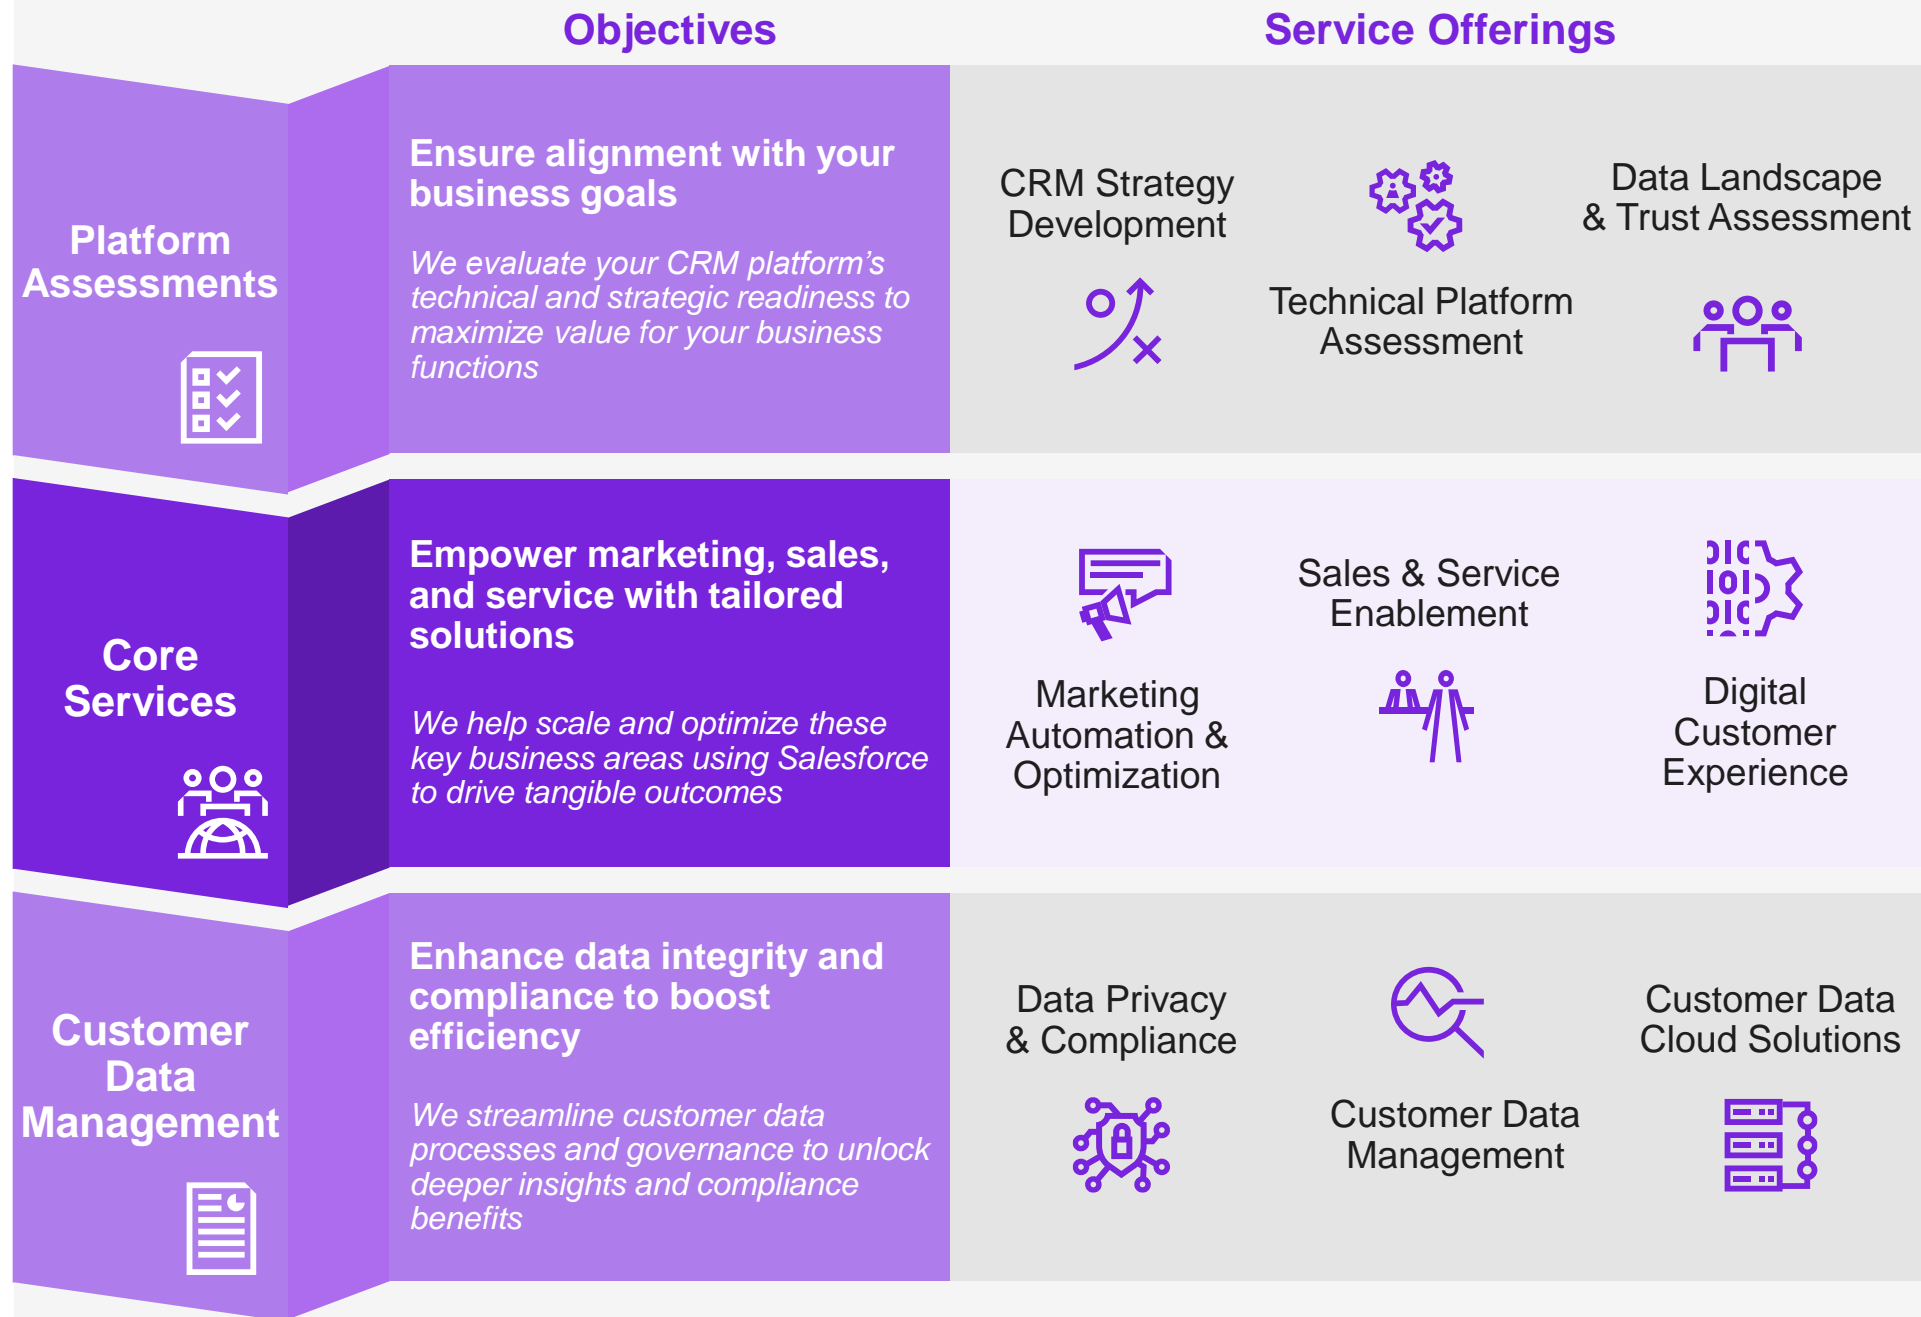 Objectives
Service Offerings
Platform
Assessments
Ensure alignment with your
business goals
We evaluate your CRM platform’s
technical and strategic readiness to
maximize value for your business
functions
CRM Strategy
Development
Technical Platform
Assessment
Data Landscape
& Trust Assessment
Core
Services
Empower marketing, sales,
and service with tailored
solutions
We help scale and optimize these
key business areas using Salesforce
to drive tangible outcomes
Marketing
Automation &
Optimization
Sales & Service
Enablement
Digital
Customer
Experience
Customer
Data
Management
Enhance data integrity and
compliance to boost
efficiency
We streamline customer data
processes and governance to unlock
deeper insights and compliance
benefits
Data Privacy
& Compliance
Customer Data
Management
Customer Data
Cloud Solutions